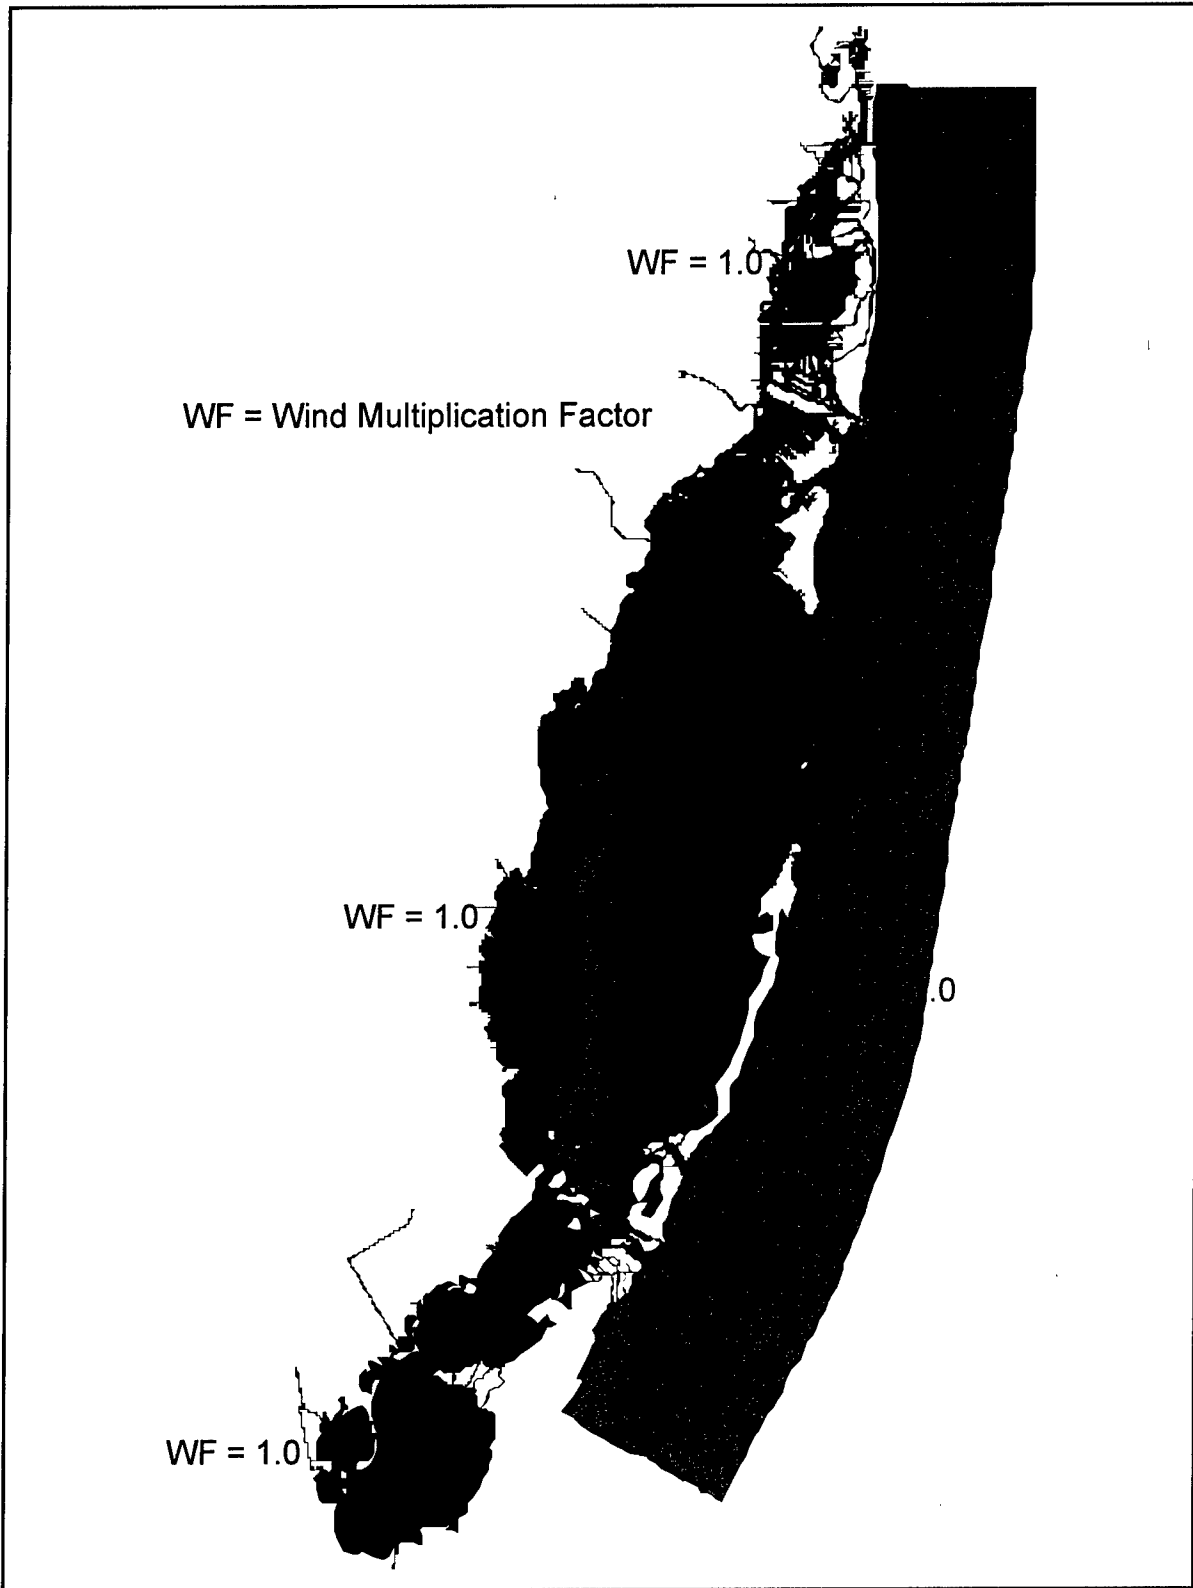 WF = 1.0
WF = Wind Multiplication Factor
WF = 1.0
.0
WF = 1.0